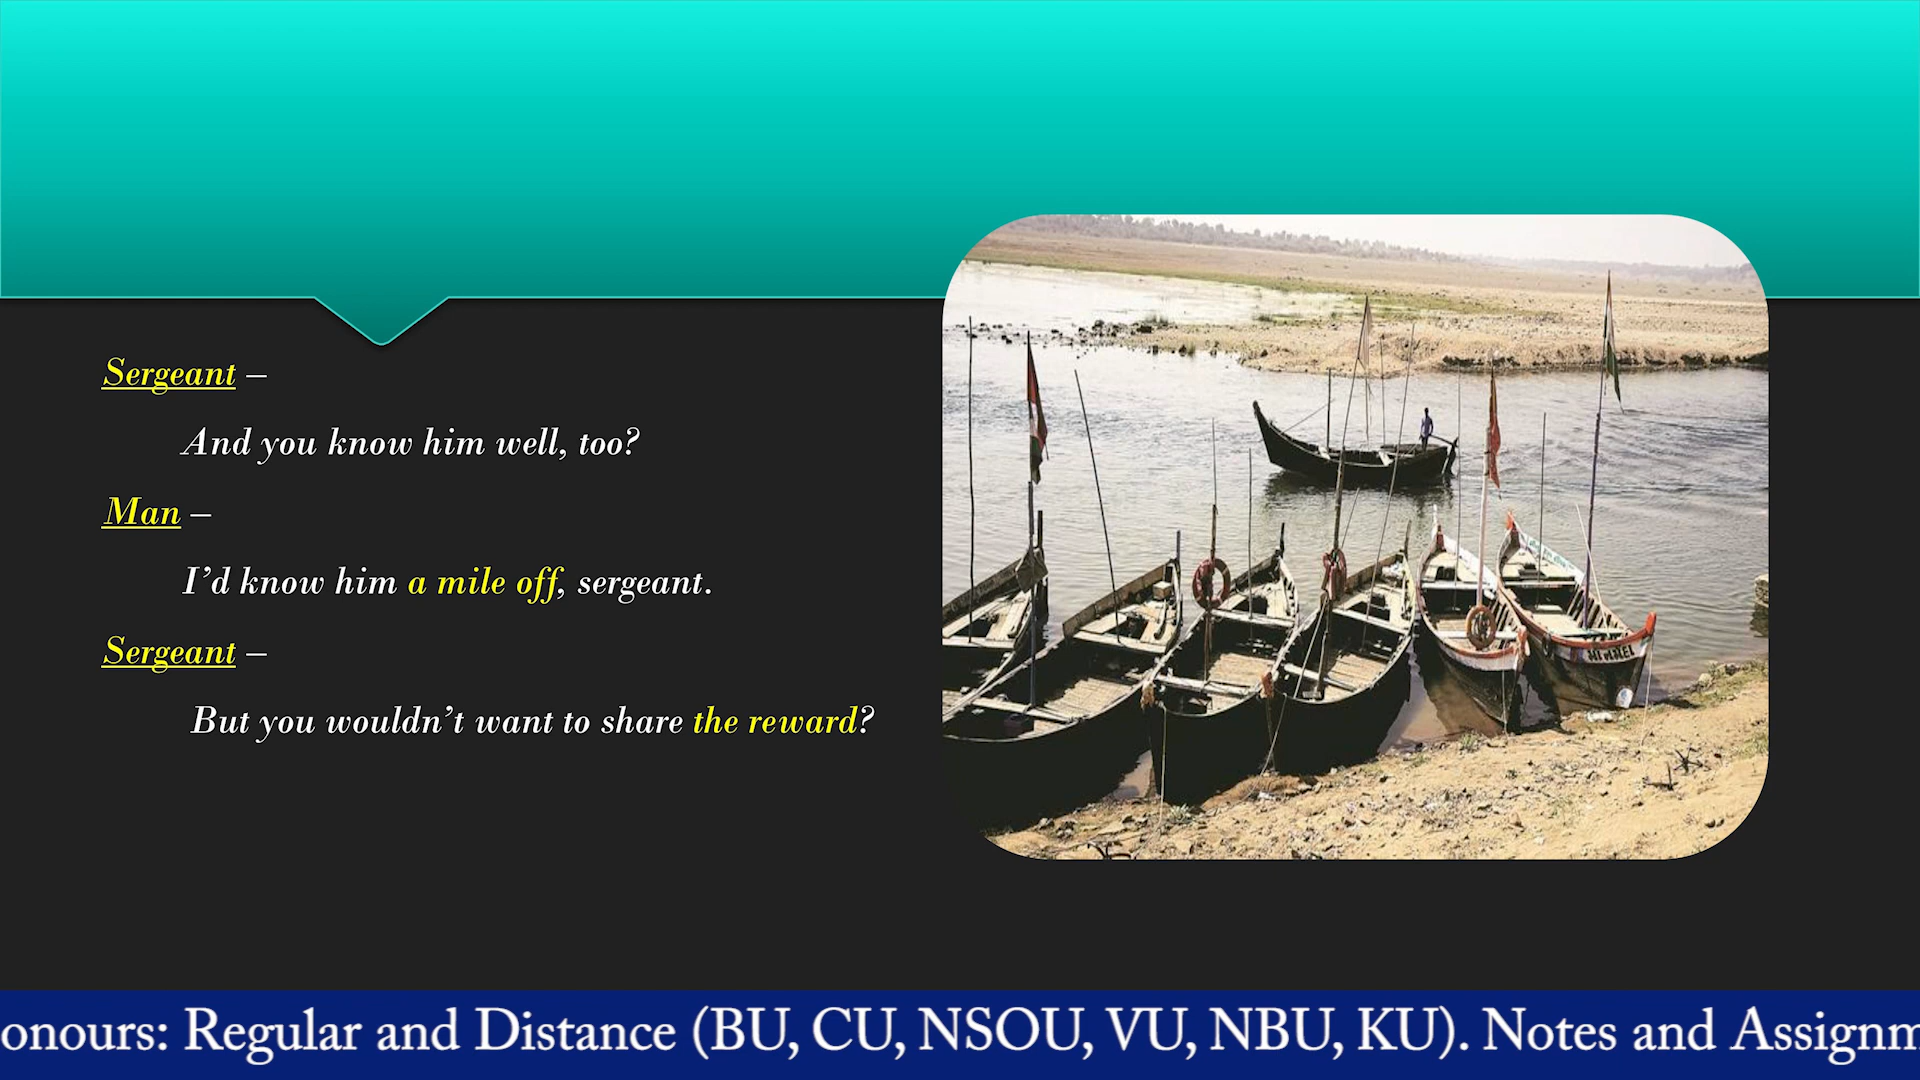 Sergeant –
And you know him well, too?
Man –
I’d know him a mile off, sergeant.
Sergeant –
But you wouldn’t want to share the reward?
onours: Regular and Distance (BU, CU, NSOU, VU, NBU, KU). Notes and Assignm